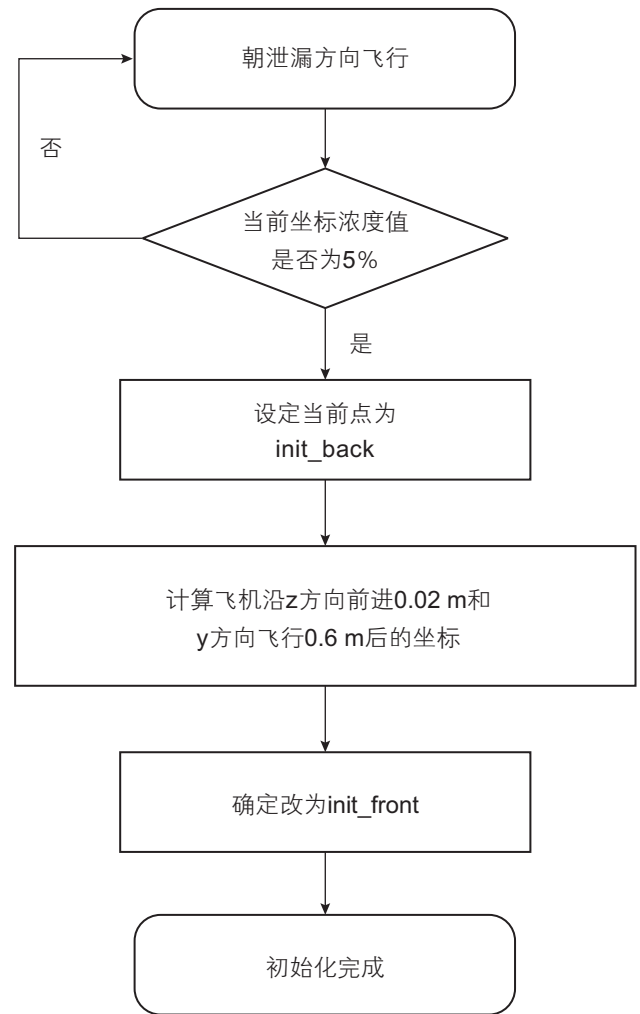 朝泄漏方向飞行
否
当前坐标浓度值
是否为5%
是
设定当前点为
init_back
计算飞机沿z方向前进0.02 m和
y方向飞行0.6 m后的坐标
确定改为init_front
初始化完成